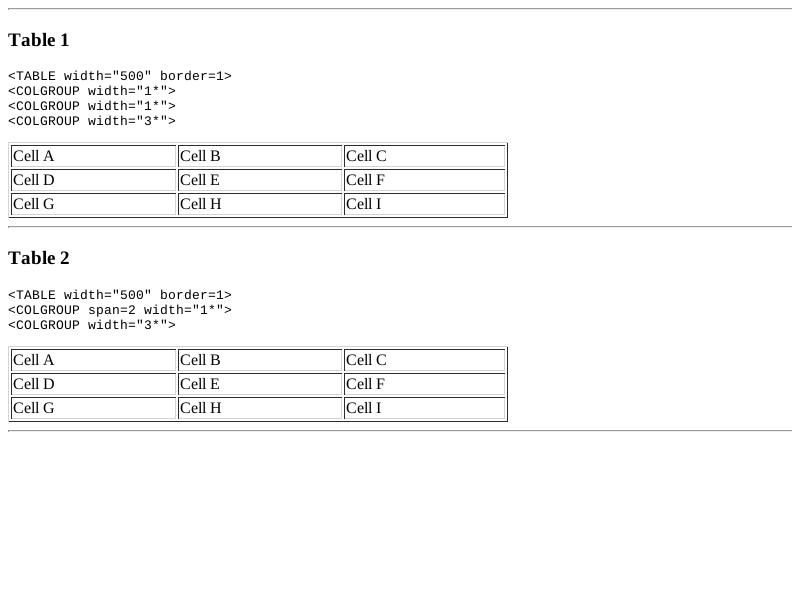 Table 1
<TABLE width="500" border=1>
<COLGROUP width="1*">
<COLGROUP width="1*">
<COLGROUP width="3*">
Cell A Cell B Cell C
Cell D Cell E Cell F
Cell G Cell H Cell I
Table 2
<TABLE width="500" border=1>
<COLGROUP span=2 width="1*">
<COLGROUP width="3*">
Cell A Cell B Cell C
Cell D Cell E Cell F
Cell G Cell H Cell I